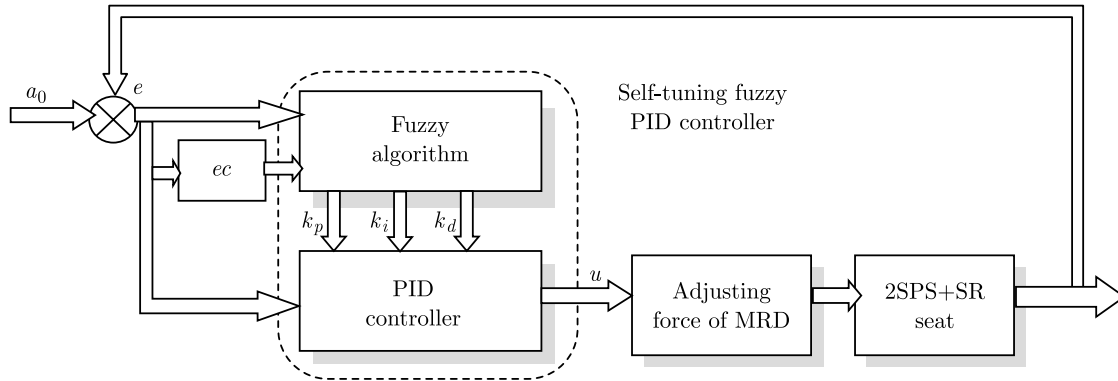 a₀
e
Self-tuning fuzzy
PID controller
Fuzzy
algorithm
ec
kₚ
kᵢ
k_d
PID
controller
u
Adjusting
force of MRD
2SPS+SR
seat